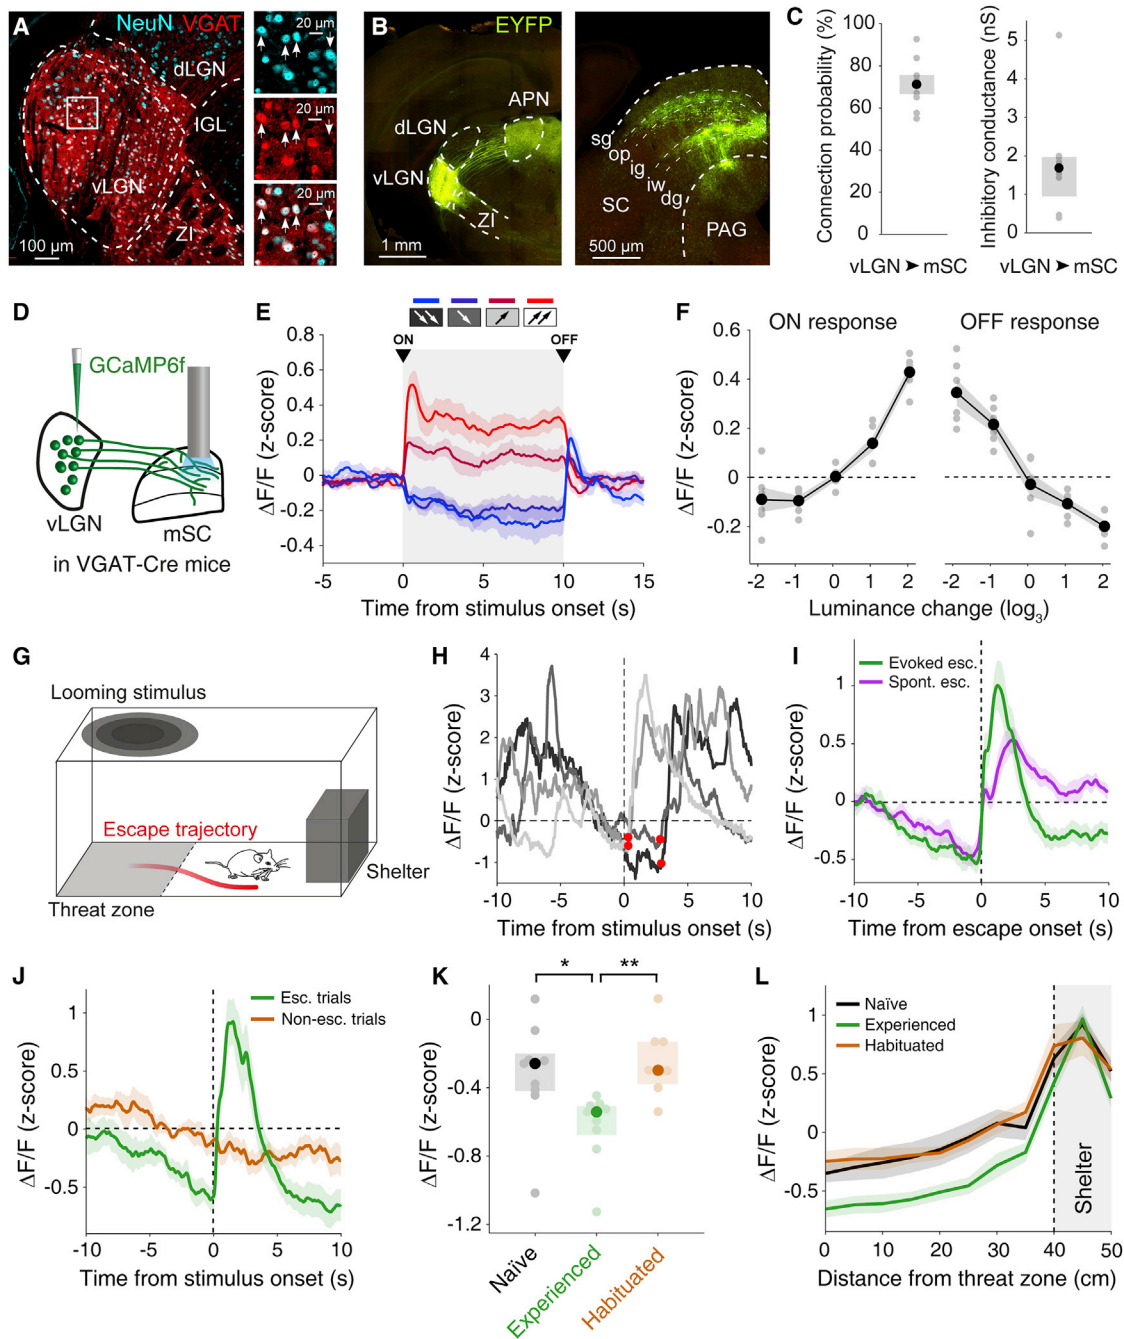 A
NeuN VGAT
dLGN
IGL
vLGN
ZI
100 µm
20 µm
20 µm
20 µm
B
EYFP
APN
dLGN
vLGN
ZI
1 mm
sg
op
ig
iw
dg
SC
PAG
500 µm
C
Connection probability (%)
100
80
60
40
20
0
vLGN ➤ mSC
Inhibitory conductance (nS)
5
4
3
2
1
0
vLGN ➤ mSC
D
GCaMP6f
vLGN
mSC
in VGAT-Cre mice
E
ON
OFF
ΔF/F (z-score)
0.8
0.6
0.4
0.2
0
-0.2
-0.4
-5 0 5 10 15
Time from stimulus onset (s)
F
ON response
OFF response
ΔF/F (z-score)
0.6
0.4
0.2
0
-0.2
-2 -1 0 1 2
-2 -1 0 1 2
Luminance change (log₃)
G
Looming stimulus
Escape trajectory
Shelter
Threat zone
H
ΔF/F (z-score)
4
3
2
1
0
-1
-10 -5 0 5 10
Time from stimulus onset (s)
I
Evoked esc.
Spont. esc.
ΔF/F (z-score)
1
0.5
0
-0.5
-10 -5 0 5 10
Time from escape onset (s)
J
Esc. trials
Non-esc. trials
ΔF/F (z-score)
1
0.5
0
-0.5
-10 -5 0 5 10
Time from stimulus onset (s)
K
*
**
ΔF/F (z-score)
0
-0.4
-0.8
-1.2
Naïve
Experienced
Habituated
L
Naïve
Experienced
Habituated
ΔF/F (z-score)
1
0.5
0
-0.5
Shelter
0 10 20 30 40 50
Distance from threat zone (cm)